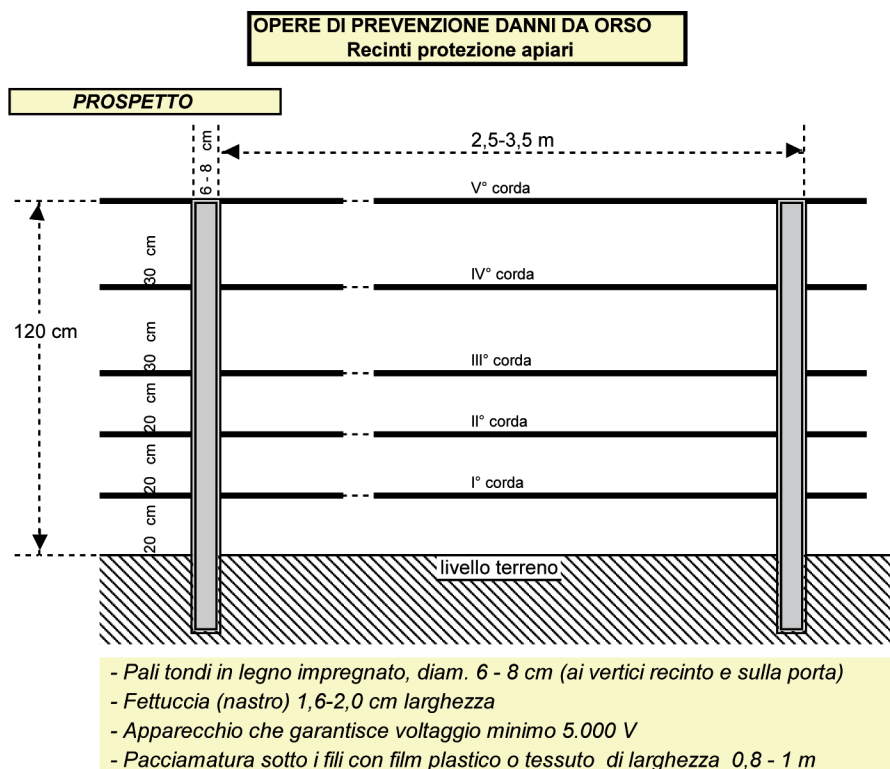 OPERE DI PREVENZIONE DANNI DA ORSO
Recinti protezione apiari
PROSPETTO
6 - 8 cm
2,5-3,5 m
V° corda
30 cm
IV° corda
120 cm
30 cm
III° corda
20 cm
II° corda
20 cm
I° corda
20 cm
livello terreno
- Pali tondi in legno impregnato, diam. 6 - 8 cm (ai vertici recinto e sulla porta)
- Fettuccia (nastro) 1,6-2,0 cm larghezza
- Apparecchio che garantisce voltaggio minimo 5.000 V
- Pacciamatura sotto i fili con film plastico o tessuto di larghezza 0,8 - 1 m